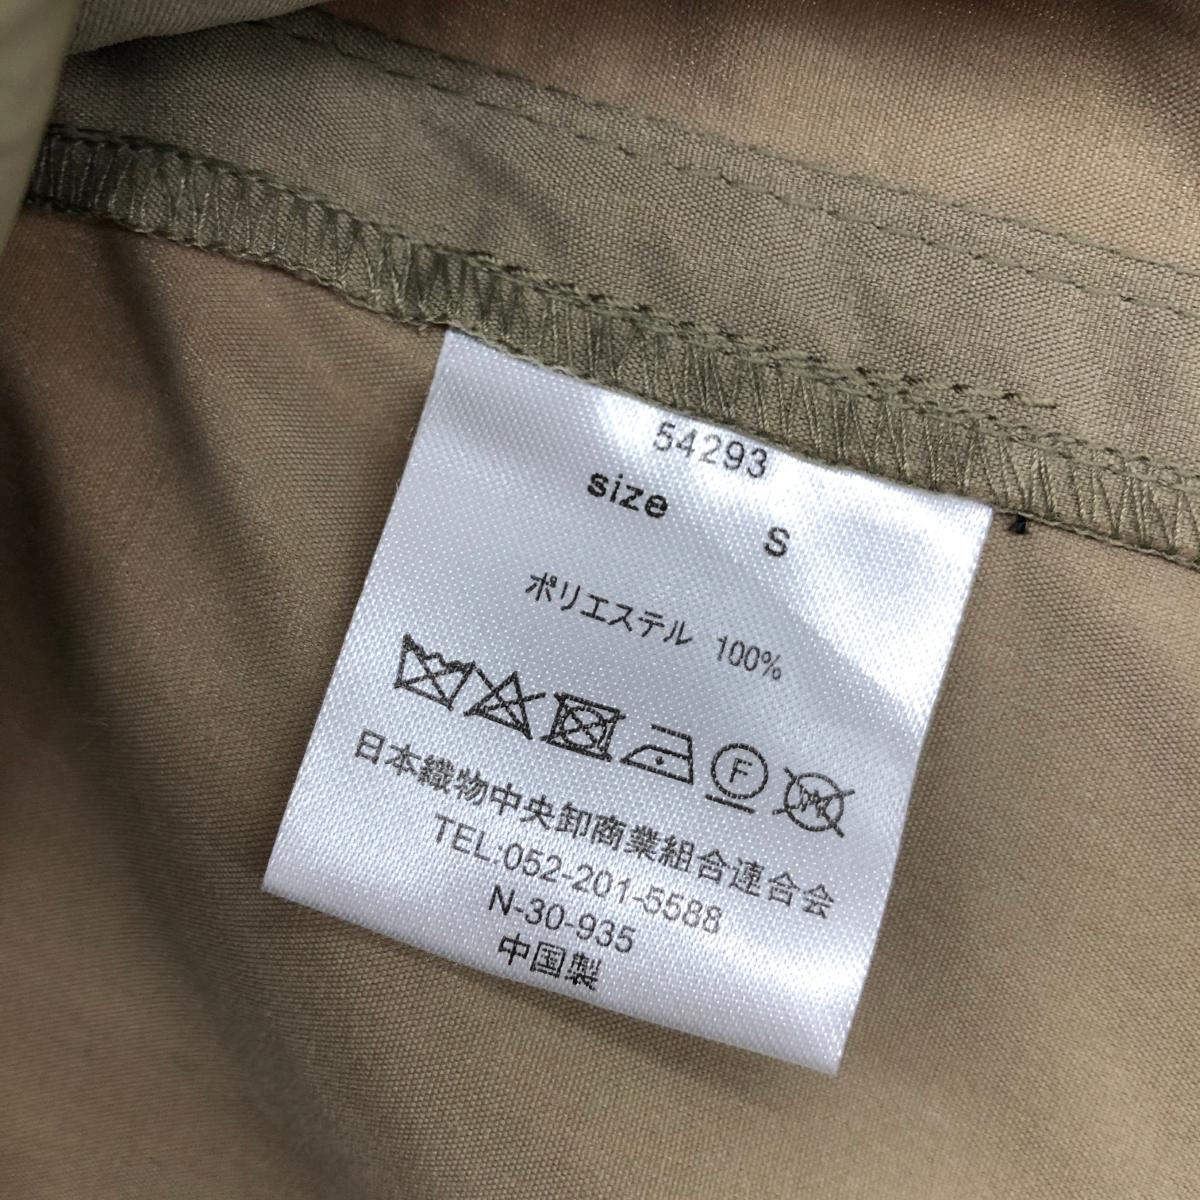 54293
size S
ポリエステル 100%
F
W
日本織物中央卸商業組合連合会
TEL:052-201-5588
N-30-935
中国製